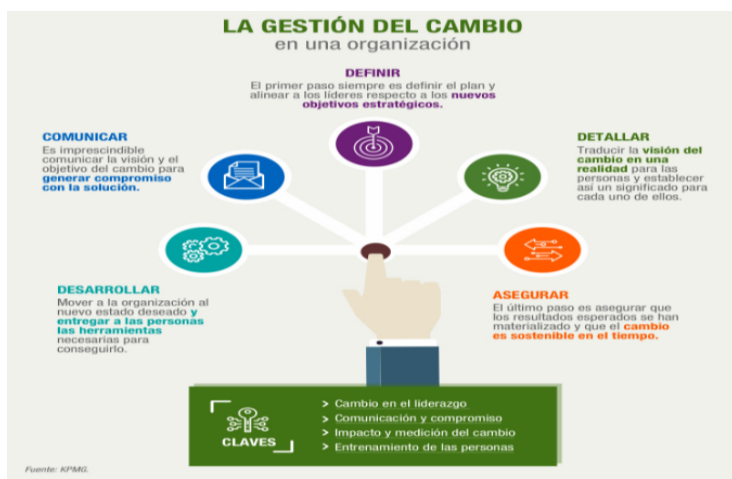 LA GESTIÓN DEL CAMBIO
en una organización
DEFINIR
El primer paso siempre es definir el plan y
alinear a los líderes respecto a los nuevos
objetivos estratégicos.
COMUNICAR
Es imprescindible
comunicar la visión y el
objetivo del cambio para
generar compromiso
con la solución.
DETALLAR
Traducir la visión del
cambio en una
realidad para las
personas y establecer
así un significado para
cada uno de ellos.
DESARROLLAR
Mover a la organización al
nuevo estado deseado y
entregar a las personas
las herramientas
necesarias para
conseguirlo.
ASEGURAR
El último paso es asegurar que
los resultados esperados se han
materializado y que el cambio
es sostenible en el tiempo.
CLAVES
> Cambio en el liderazgo
> Comunicación y compromiso
> Impacto y medición del cambio
> Entrenamiento de las personas
Fuente: KPMG.